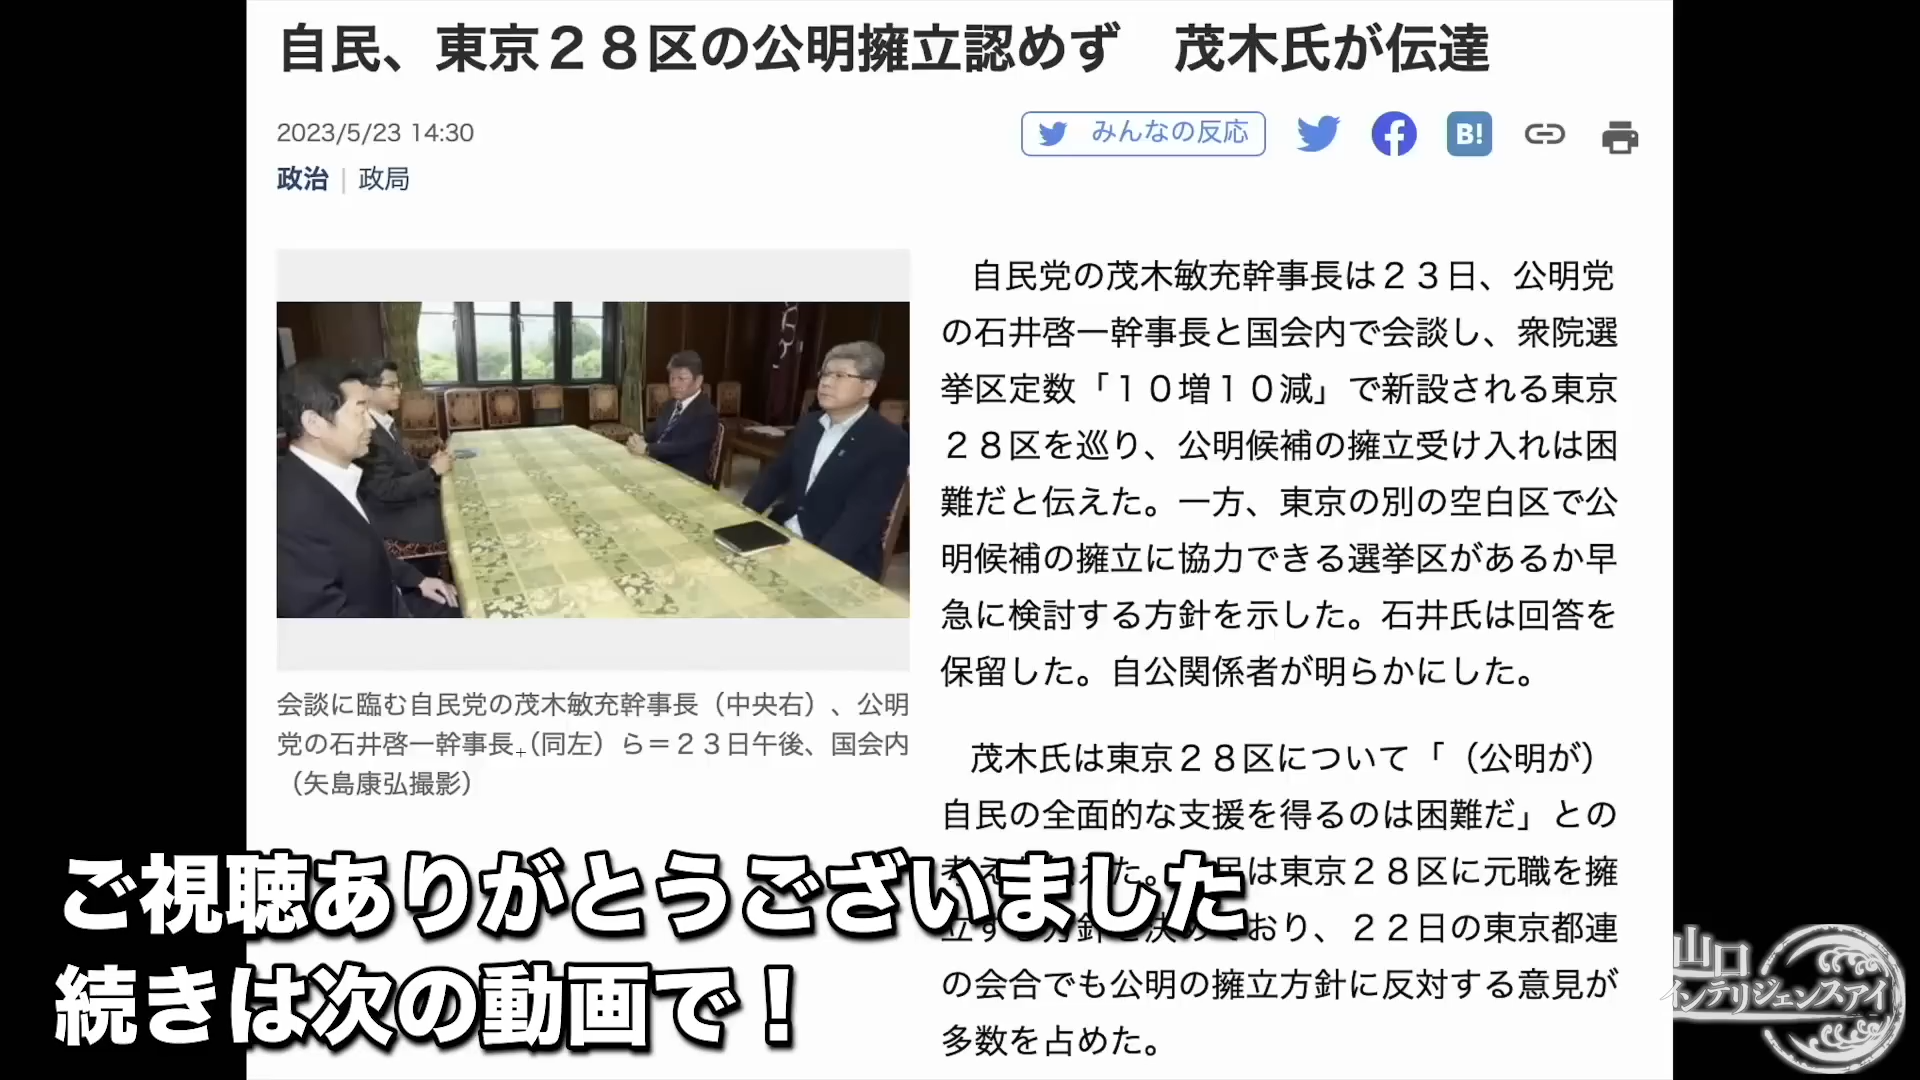 自民、東京２８区の公明擁立認めず　茂木氏が伝達
2023/5/23 14:30
みんなの反応
B!
政治 | 政局
自民党の茂木敏充幹事長は２３日、公明党
の石井啓一幹事長と国会内で会談し、衆院選
挙区定数「１０増１０減」で新設される東京
２８区を巡り、公明候補の擁立受け入れは困
難だと伝えた。一方、東京の別の空白区で公
明候補の擁立に協力できる選挙区があるか早
急に検討する方針を示した。石井氏は回答を
保留した。自公関係者が明らかにした。
茂木氏は東京２８区について「（公明が）
自民の全面的な支援を得るのは困難だ」との
は東京２８区に元職を擁
おり、２２日の東京都連
の会合でも公明の擁立方針に反対する意見が
多数を占めた。
会談に臨む自民党の茂木敏充幹事長（中央右）、公明
党の石井啓一幹事長（同左）ら＝２３日午後、国会内
（矢島康弘撮影）
ご視聴ありがとうございました
続きは次の動画で！
山口
インテリジェンスアイ